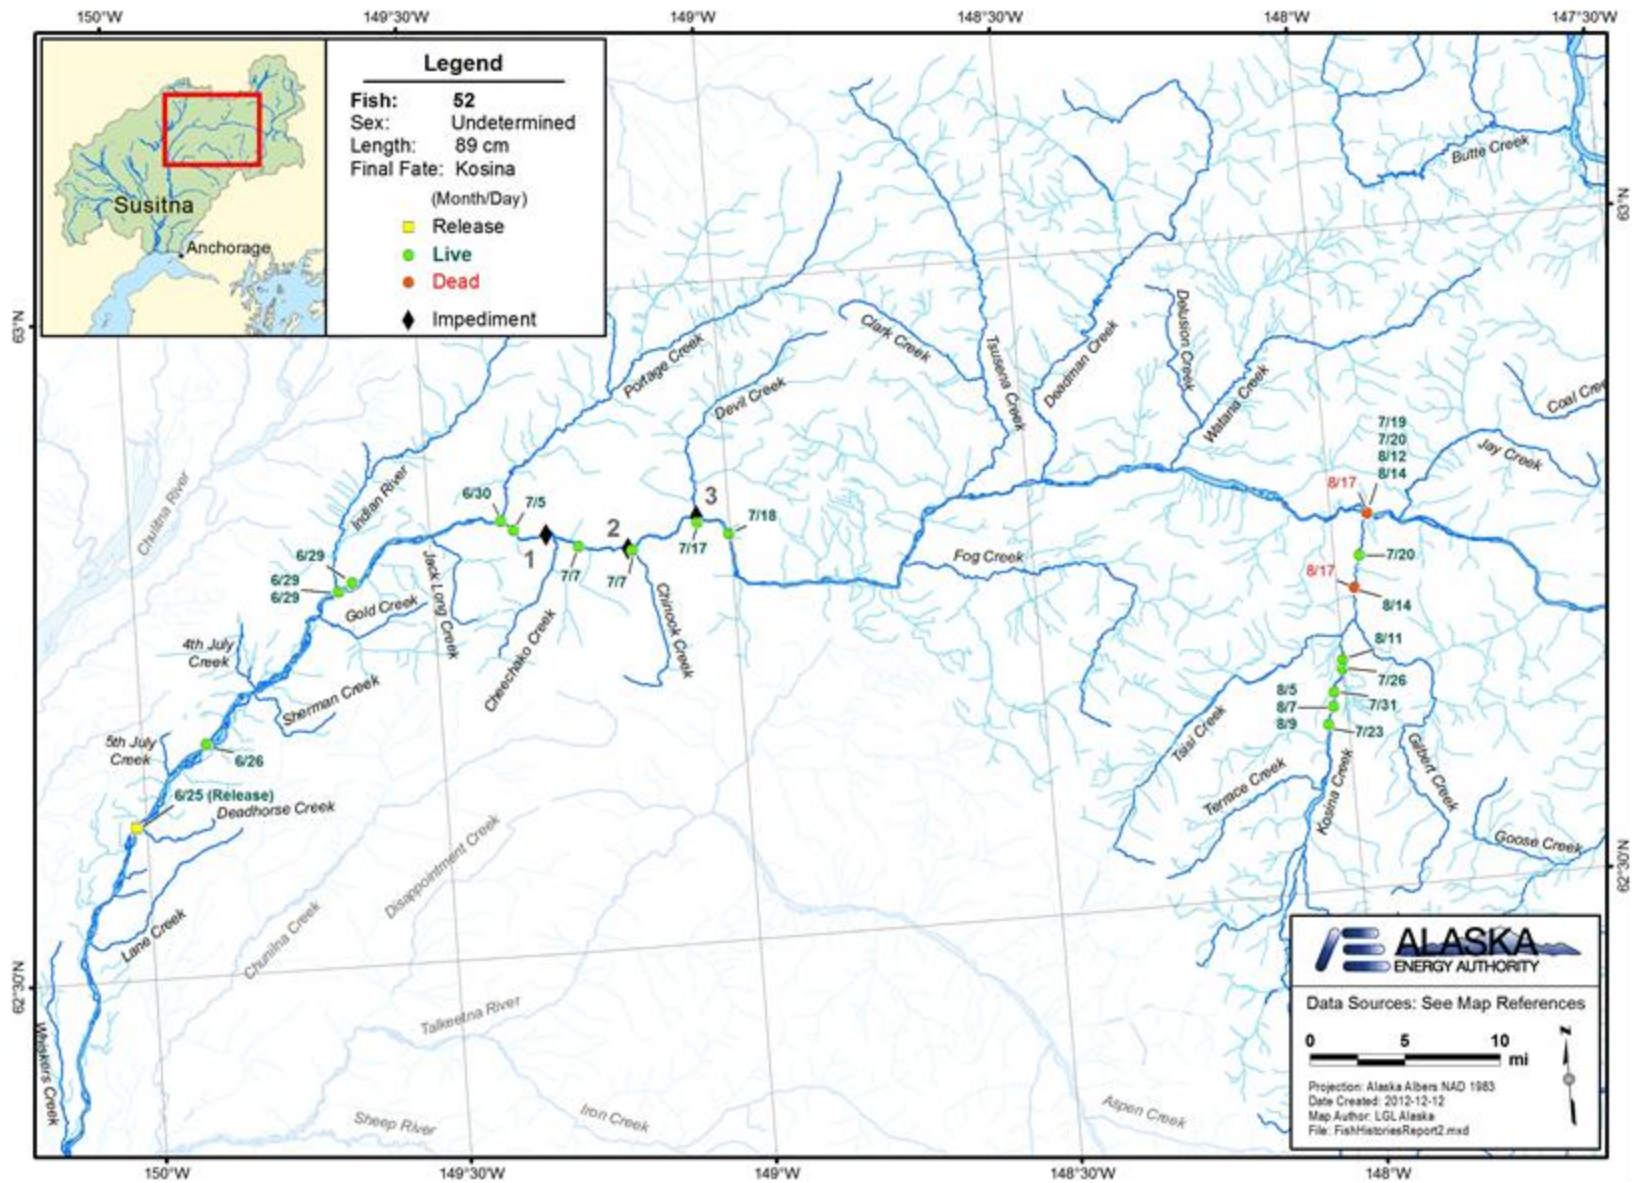 150°W
149°30'W
149°W
148°30'W
148°W
147°30'W
Legend
Fish: 52
Sex: Undetermined
Length: 89 cm
Final Fate: Kosina
(Month/Day)
Release
Live
Dead
Impediment
Susitna
Anchorage
63°N
63°N
Butte Creek
Portage Creek
Clark Creek
Devil Creek
Tsusena Creek
Deadman Creek
Delusion Creek
Watana Creek
Coal Cree
Jay Creek
7/19
7/20
8/12
8/14
8/17
Chulitna River
Indian River
6/30
7/5
1
2
3
7/7
7/7
7/17
7/18
Fog Creek
7/20
8/17
8/14
6/29
6/29
6/29
Gold Creek
Jack Long Creek
Cheechako Creek
Chinook Creek
4th July
Creek
Sherman Creek
8/11
7/26
8/5
8/7
8/9
7/31
7/23
Tsisi Creek
Gilbert Creek
5th July
Creek
6/26
6/25 (Release)
Deadhorse Creek
Terrace Creek
Kosina Creek
Goose Creek
62°30'N
Disappointment Creek
Lane Creek
Chunilna Creek
62°30'N
Talkeetna River
Whiskers Creek
Sheep River
Iron Creek
Aspen Creek
ALASKA
ENERGY AUTHORITY
Data Sources: See Map References
0 5 10
mi
N
Projection: Alaska Albers NAD 1983
Date Created: 2012-12-12
Map Author: LGL Alaska
File: FishHistoriesReport2.mxd
150°W
149°30'W
149°W
148°30'W
148°W